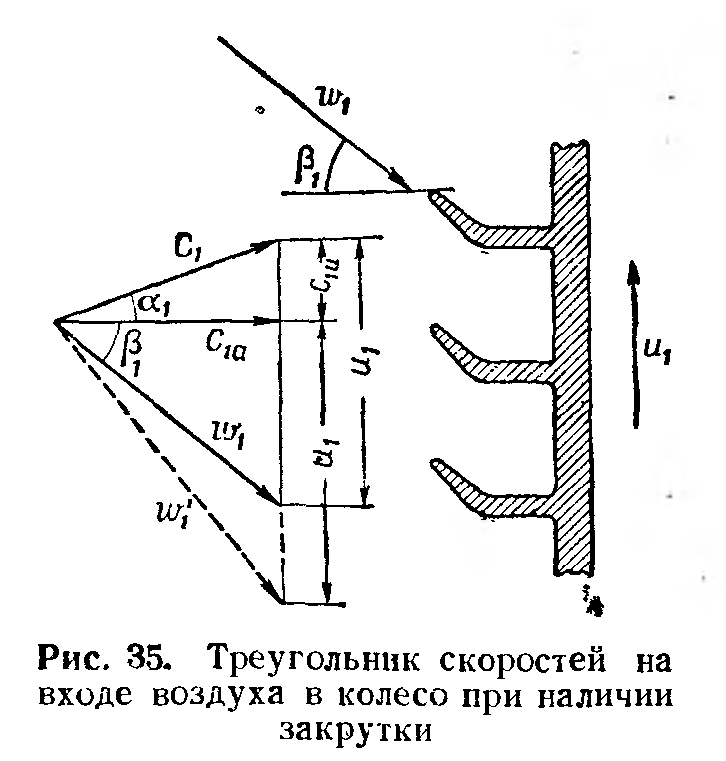 w₁
β₁
c₁
c₁ᵤ
α₁
c₁ₐ
β₁
u₁
u₁
w₁
u₁
w₁'
Рис. 35. Треугольник скоростей на
входе воздуха в колесо при наличии
закрутки